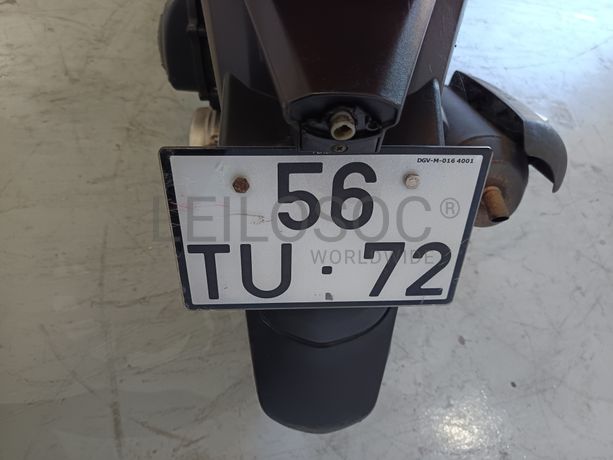 DGV-M-016 4001
56
LEILOSOC®
WORLDWIDE
TU·72